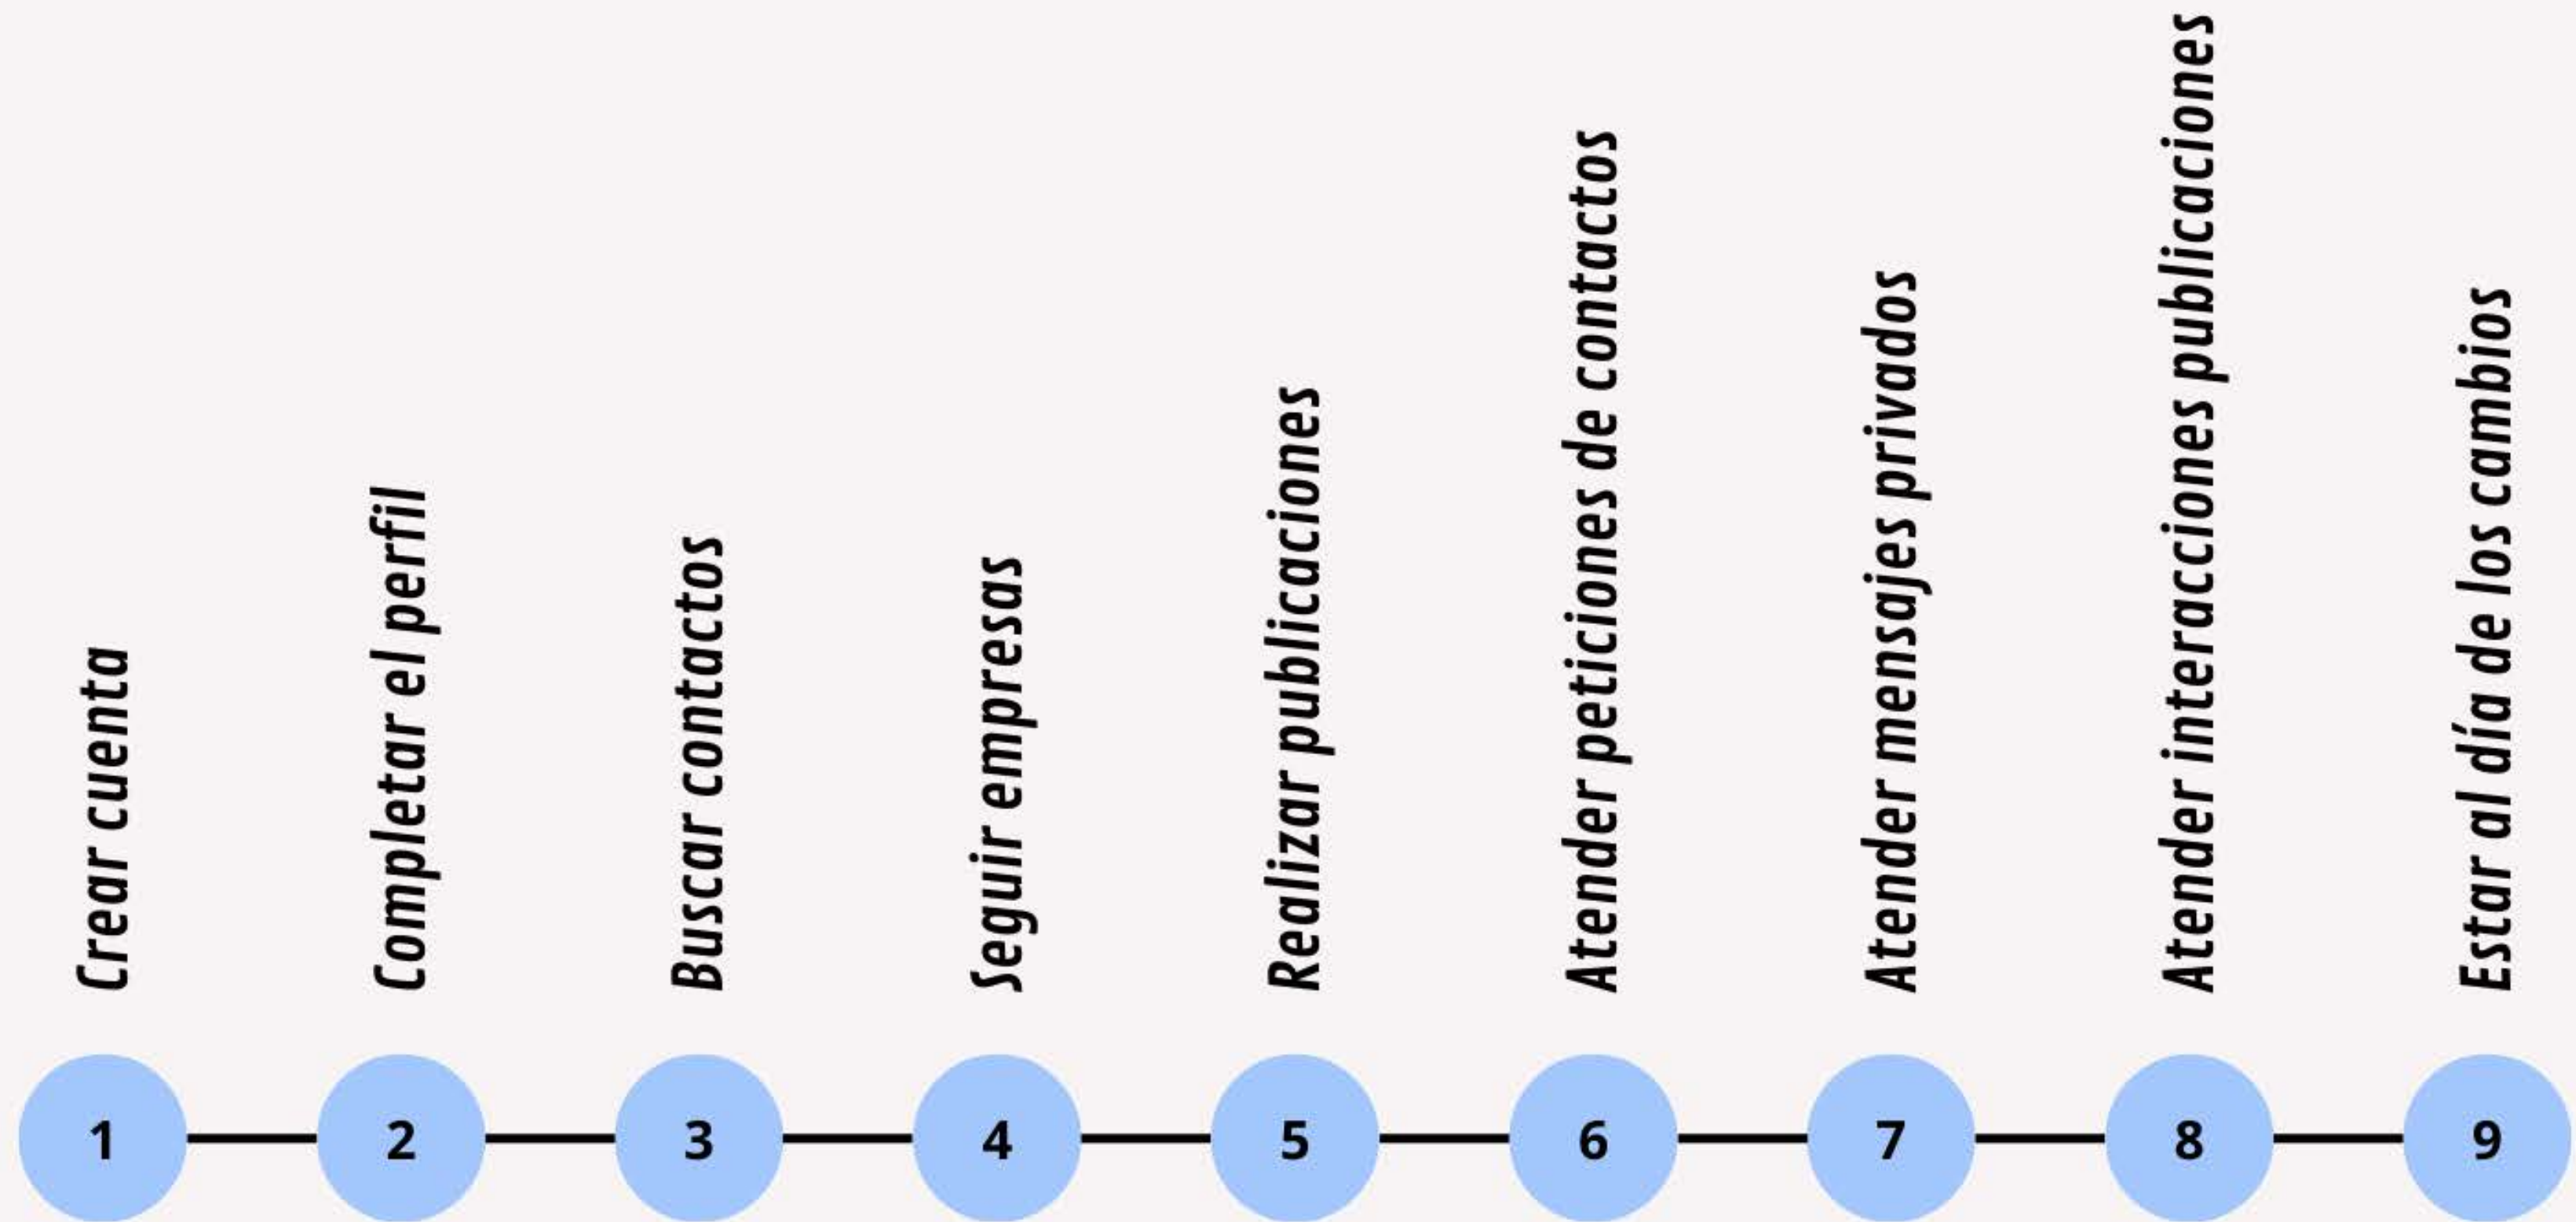 Crear cuenta
Completar el perfil
Buscar contactos
Seguir empresas
Realizar publicaciones
Atender peticiones de contactos
Atender mensajes privados
Atender interacciones publicaciones
Estar al día de los cambios
1
2
3
4
5
6
7
8
9